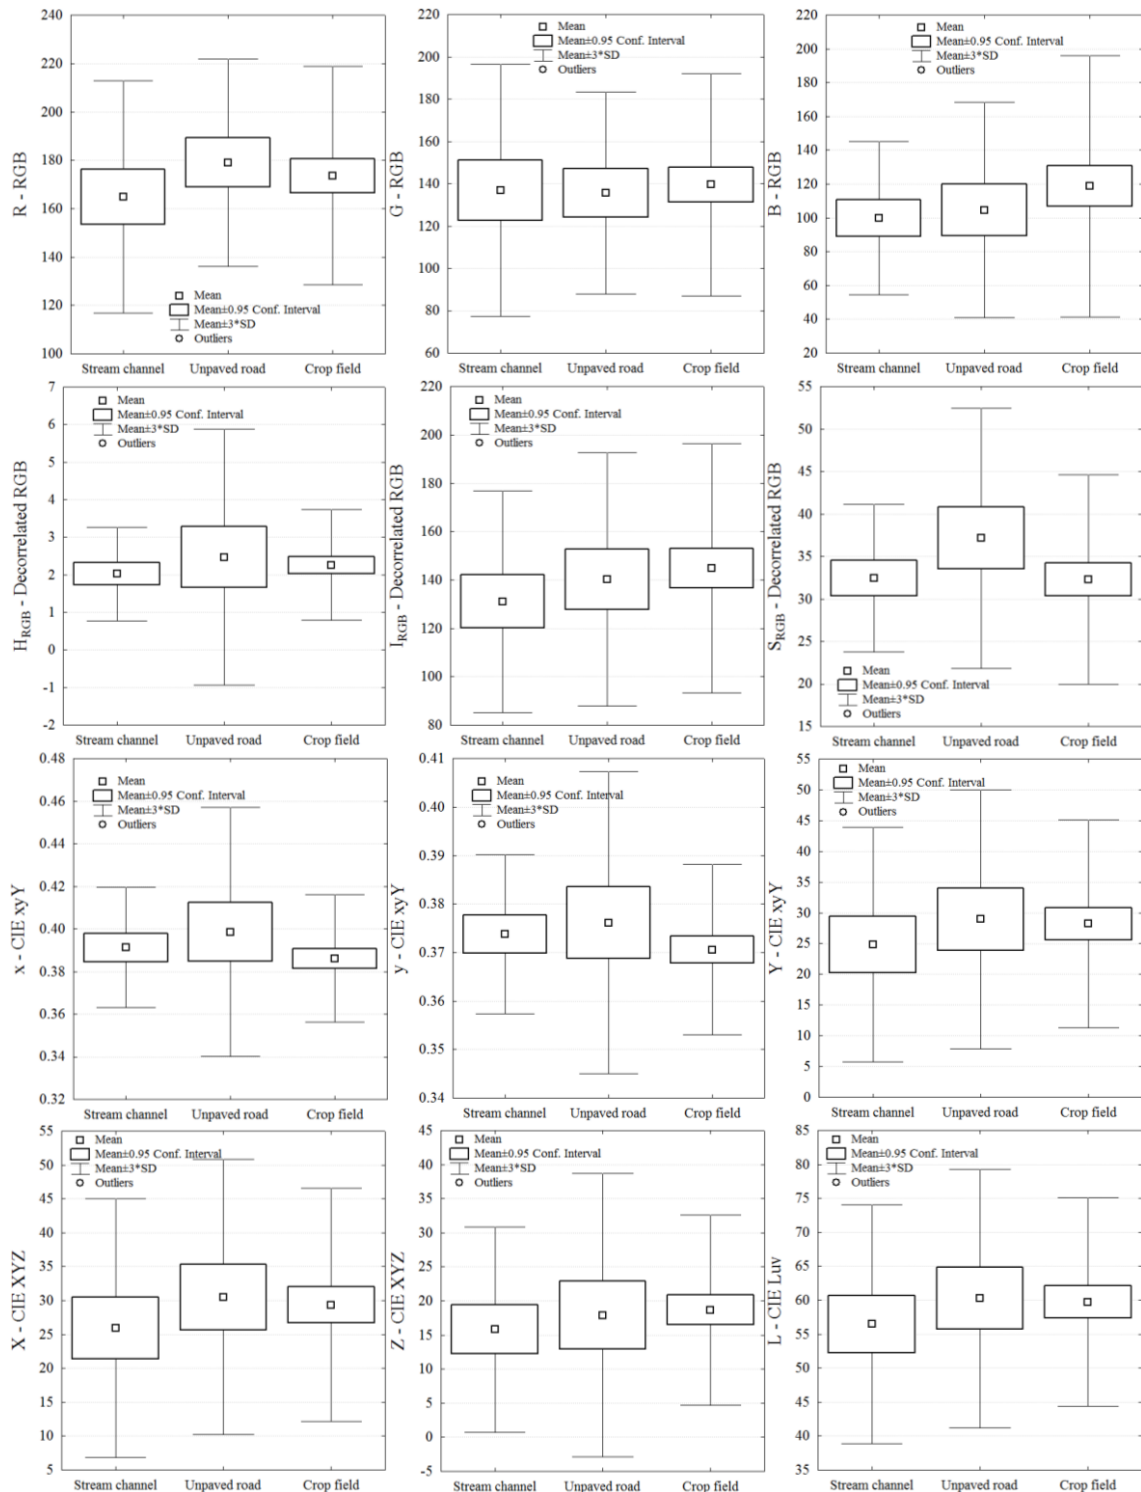 R - RGB
240
220
200
180
160
140
120
100
Mean
Mean±0.95 Conf. Interval
Mean±3*SD
Outliers
Stream channel Unpaved road Crop field
G - RGB
220
200
180
160
140
120
100
80
60
Mean
Mean±0.95 Conf. Interval
Mean±3*SD
Outliers
Stream channel Unpaved road Crop field
B - RGB
220
200
180
160
140
120
100
80
60
40
20
Mean
Mean±0.95 Conf. Interval
Mean±3*SD
Outliers
Stream channel Unpaved road Crop field
HRGB - Decorrelated RGB
7
6
5
4
3
2
1
0
-1
-2
Mean
Mean±0.95 Conf. Interval
Mean±3*SD
Outliers
Stream channel Unpaved road Crop field
IRGB - Decorrelated RGB
220
200
180
160
140
120
100
80
Mean
Mean±0.95 Conf. Interval
Mean±3*SD
Outliers
Stream channel Unpaved road Crop field
SRGB - Decorrelated RGB
55
50
45
40
35
30
25
20
15
Mean
Mean±0.95 Conf. Interval
Mean±3*SD
Outliers
Stream channel Unpaved road Crop field
x - CIE xyY
0.48
0.46
0.44
0.42
0.40
0.38
0.36
0.34
0.32
Mean
Mean±0.95 Conf. Interval
Mean±3*SD
Outliers
Stream channel Unpaved road Crop field
y - CIE xyY
0.41
0.40
0.39
0.38
0.37
0.36
0.35
0.34
Mean
Mean±0.95 Conf. Interval
Mean±3*SD
Outliers
Stream channel Unpaved road Crop field
Y - CIE xyY
55
50
45
40
35
30
25
20
15
10
5
0
Mean
Mean±0.95 Conf. Interval
Mean±3*SD
Outliers
Stream channel Unpaved road Crop field
X - CIE XYZ
55
50
45
40
35
30
25
20
15
10
5
Mean
Mean±0.95 Conf. Interval
Mean±3*SD
Outliers
Stream channel Unpaved road Crop field
Z - CIE XYZ
45
40
35
30
25
20
15
10
5
0
-5
Mean
Mean±0.95 Conf. Interval
Mean±3*SD
Outliers
Stream channel Unpaved road Crop field
L - CIE Luv
85
80
75
70
65
60
55
50
45
40
35
Mean
Mean±0.95 Conf. Interval
Mean±3*SD
Outliers
Stream channel Unpaved road Crop field